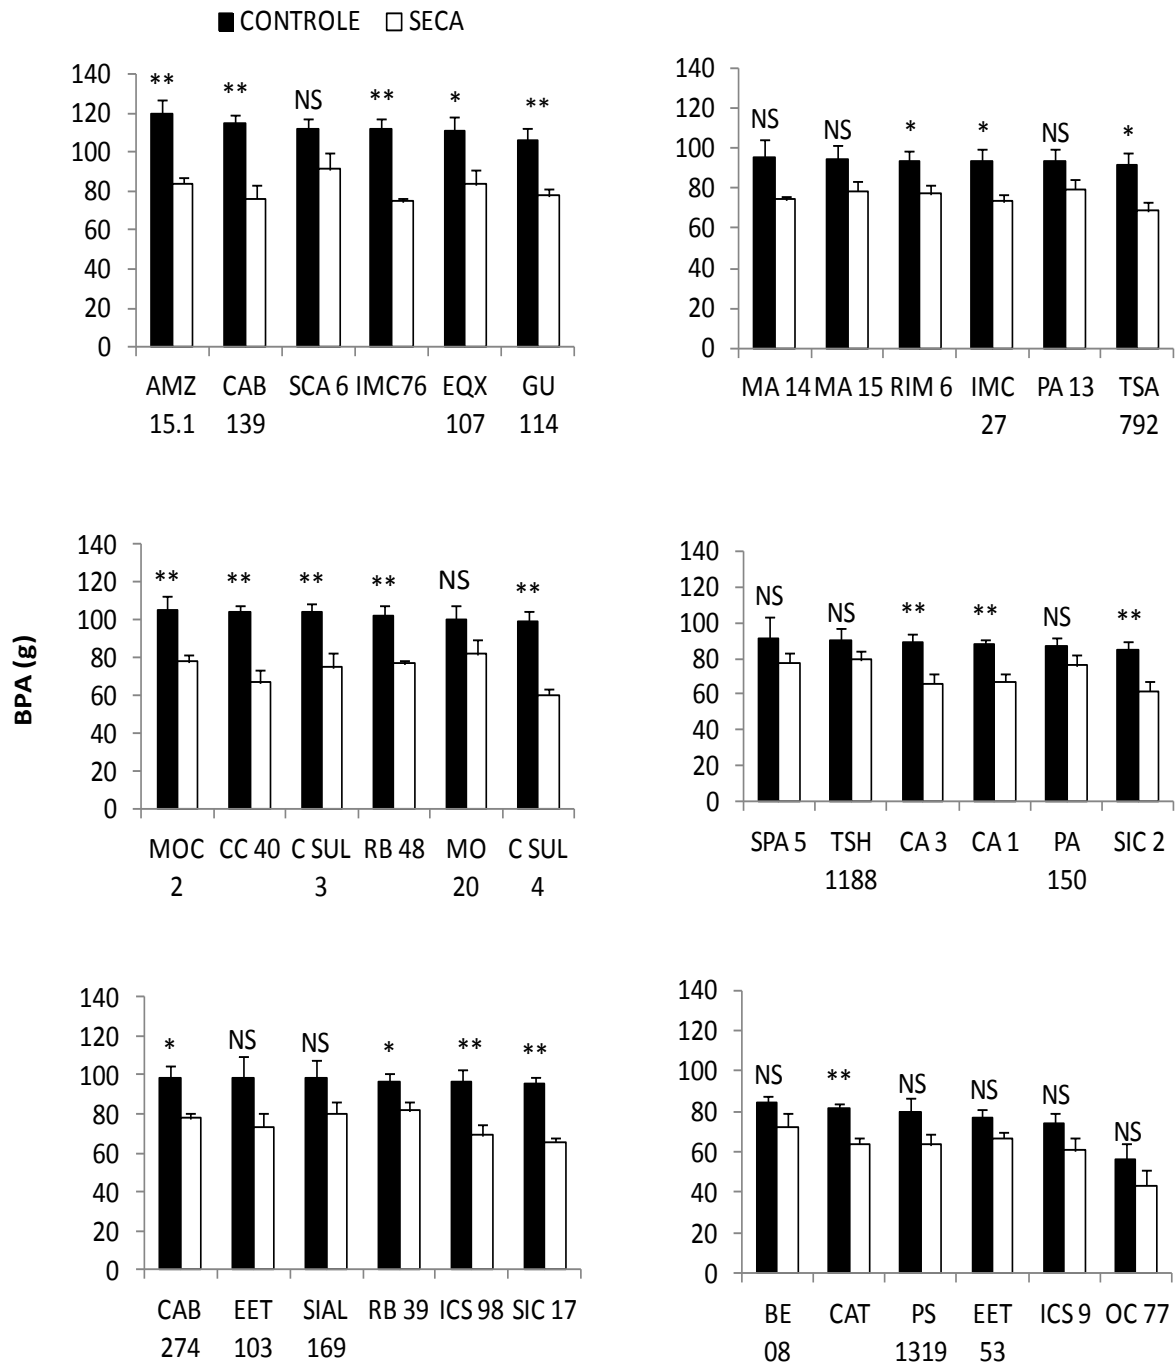 CONTROLE SECA
140
120
100
80
60
40
20
0
** ** NS ** * **
AMZ CAB SCA 6 IMC76 EQX GU
15.1 139 107 114
140
120
100
80
60
40
20
0
NS NS * * NS *
MA 14 MA 15 RIM 6 IMC PA 13 TSA
27 792
BPA (g)
140
120
100
80
60
40
20
0
** ** ** ** NS **
MOC CC 40 C SUL RB 48 MO C SUL
2 3 20 4
140
120
100
80
60
40
20
0
NS NS ** ** NS **
SPA 5 TSH CA 3 CA 1 PA SIC 2
1188 150
140
120
100
80
60
40
20
0
* NS NS * ** **
CAB EET SIAL RB 39 ICS 98 SIC 17
274 103 169
140
120
100
80
60
40
20
0
NS ** NS NS NS NS
BE CAT PS EET ICS 9 OC 77
08 1319 53